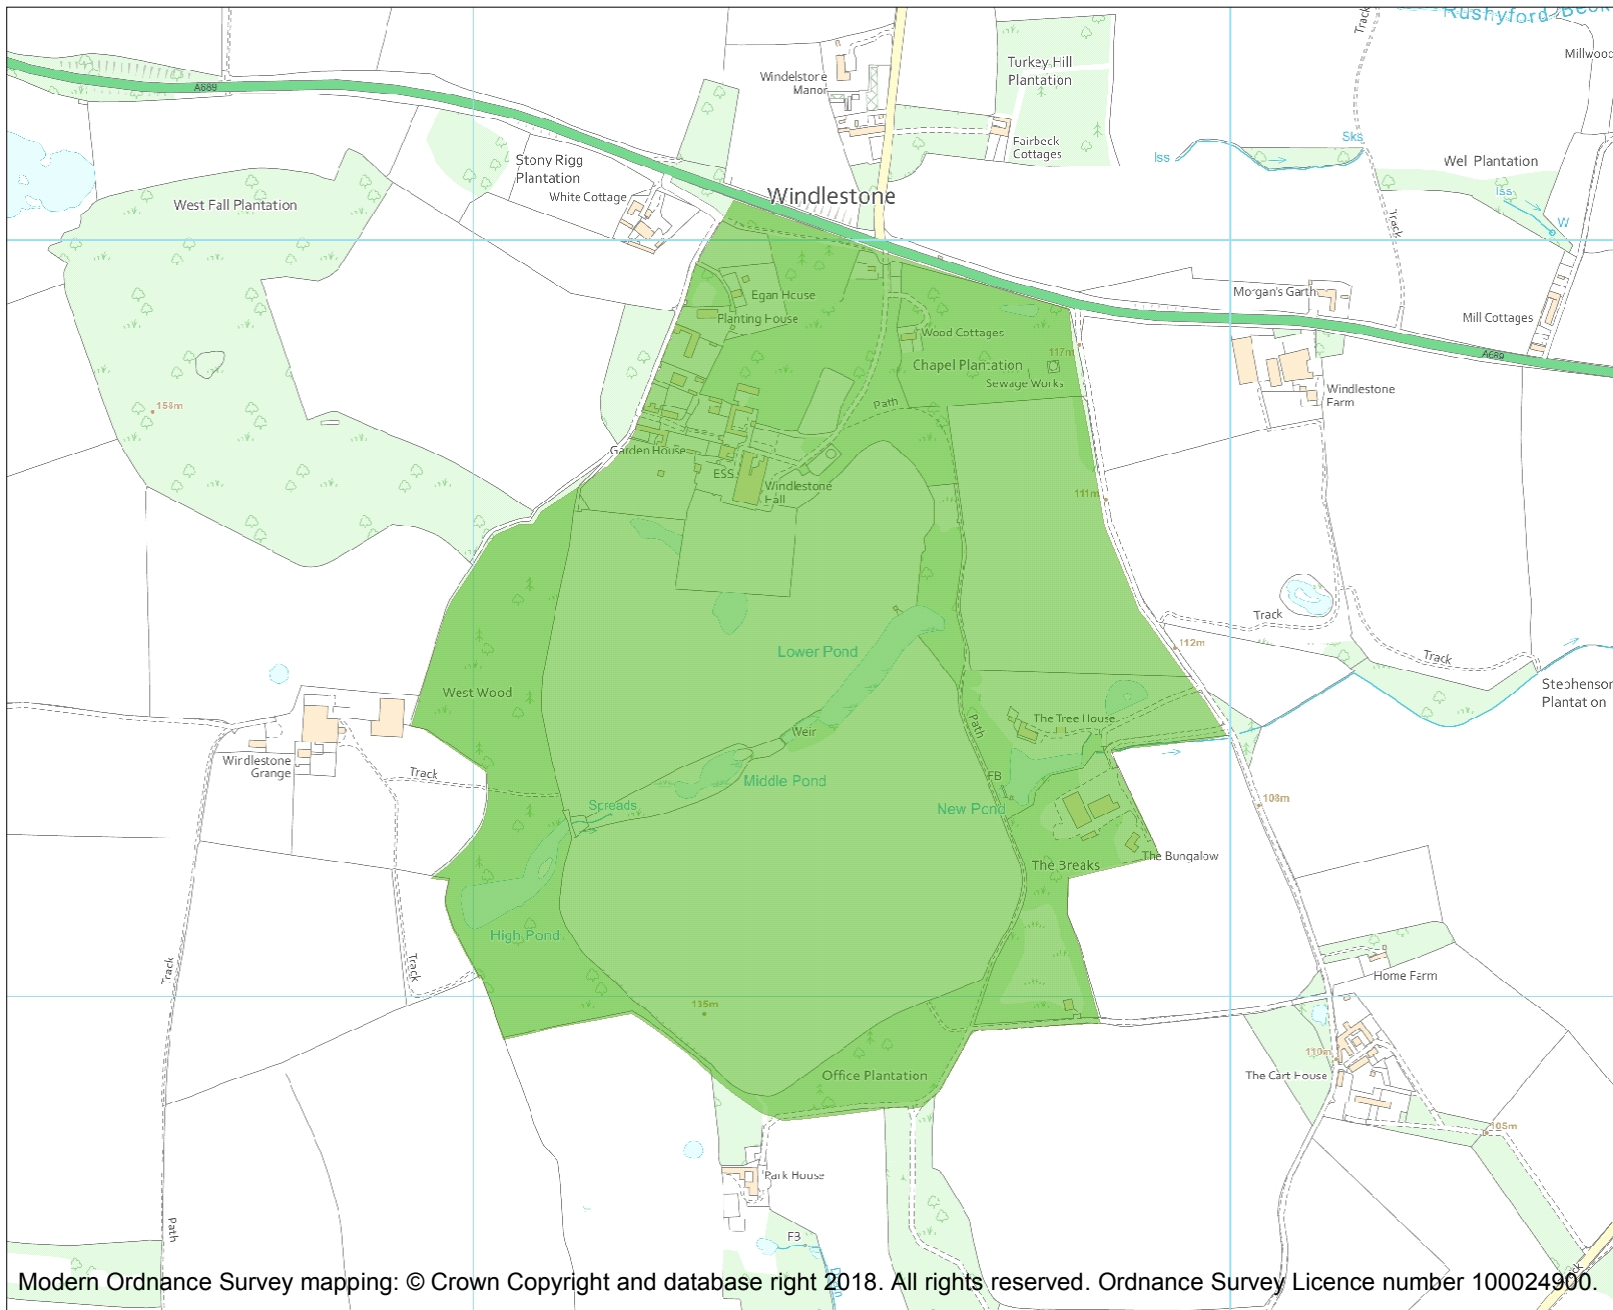 Rushyford Beck
Track
Millwood
A689
Windelstone
Manor
Turkey Hill
Plantation
Fairbeck
Cottages
Stony Rigg
Plantation
White Cottage
Windlestone
Iss
Sks
Wel Plantation
Iss
W
Track
West Fall Plantation
Egan House
Planting House
Wood Cottages
117m
Chapel Plantation
Sewage Works
Morgan's Garth
Mill Cottages
A689
Windlestone
Farm
156m
Path
Garden House
ESS
Windlestone
Hall
111m
Track
112m
Track
Lower Pond
West Wood
Stephenson
Plantation
The Tree House
Path
Weir
Windlestone
Grange
Track
Middle Pond
FB
New Pond
Spreads
108m
The Breaks
The Bungalow
High Pond
Track
Track
Home Farm
135m
110m
The Cart House
Office Plantation
105m
Park House
Path
FB
Modern Ordnance Survey mapping: © Crown Copyright and database right 2018. All rights reserved. Ordnance Survey Licence number 100024900.